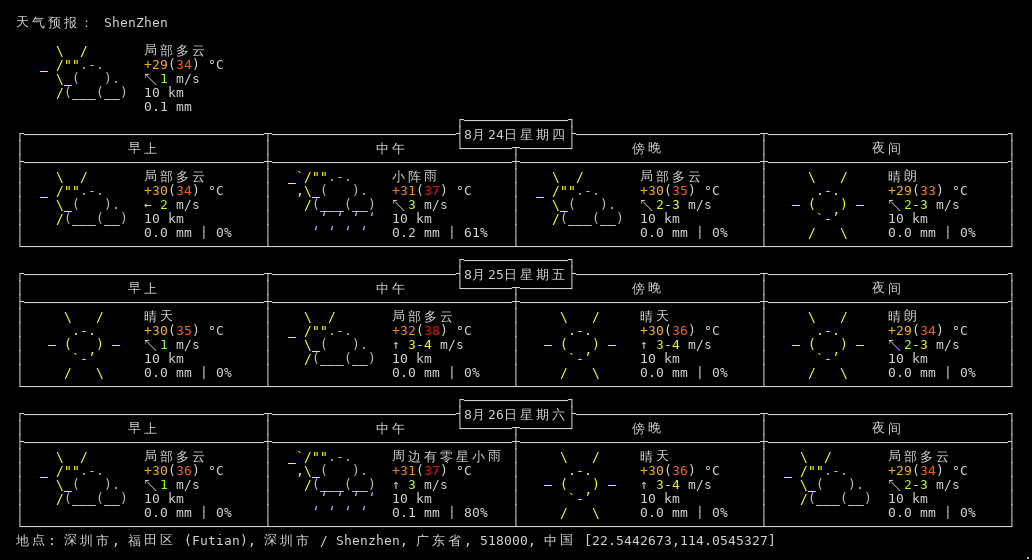 天气预报： ShenZhen
局部多云
+29(34) °C
↖ 1 m/s
10 km
0.1 mm
8月24日星期四
早上 中午 傍晚 夜间
局部多云 小阵雨 局部多云 晴朗
+30(34) °C +31(37) °C +30(35) °C +29(33) °C
← 2 m/s ↖ 3 m/s ↖ 2-3 m/s ↖ 2-3 m/s
10 km 10 km 10 km 10 km
0.0 mm | 0% 0.2 mm | 61% 0.0 mm | 0% 0.0 mm | 0%
8月25日星期五
早上 中午 傍晚 夜间
晴天 局部多云 晴天 晴朗
+30(35) °C +32(38) °C +30(36) °C +29(34) °C
↖ 1 m/s ↑ 3-4 m/s ↑ 3-4 m/s ↖ 2-3 m/s
10 km 10 km 10 km 10 km
0.0 mm | 0% 0.0 mm | 0% 0.0 mm | 0% 0.0 mm | 0%
8月26日星期六
早上 中午 傍晚 夜间
局部多云 周边有零星小雨 晴天 局部多云
+30(36) °C +31(37) °C +30(36) °C +29(34) °C
↖ 1 m/s ↑ 3 m/s ↑ 3-4 m/s ↖ 2-3 m/s
10 km 10 km 10 km 10 km
0.0 mm | 0% 0.1 mm | 80% 0.0 mm | 0% 0.0 mm | 0%
地点: 深圳市, 福田区 (Futian), 深圳市 / Shenzhen, 广东省, 518000, 中国 [22.5442673,114.0545327]